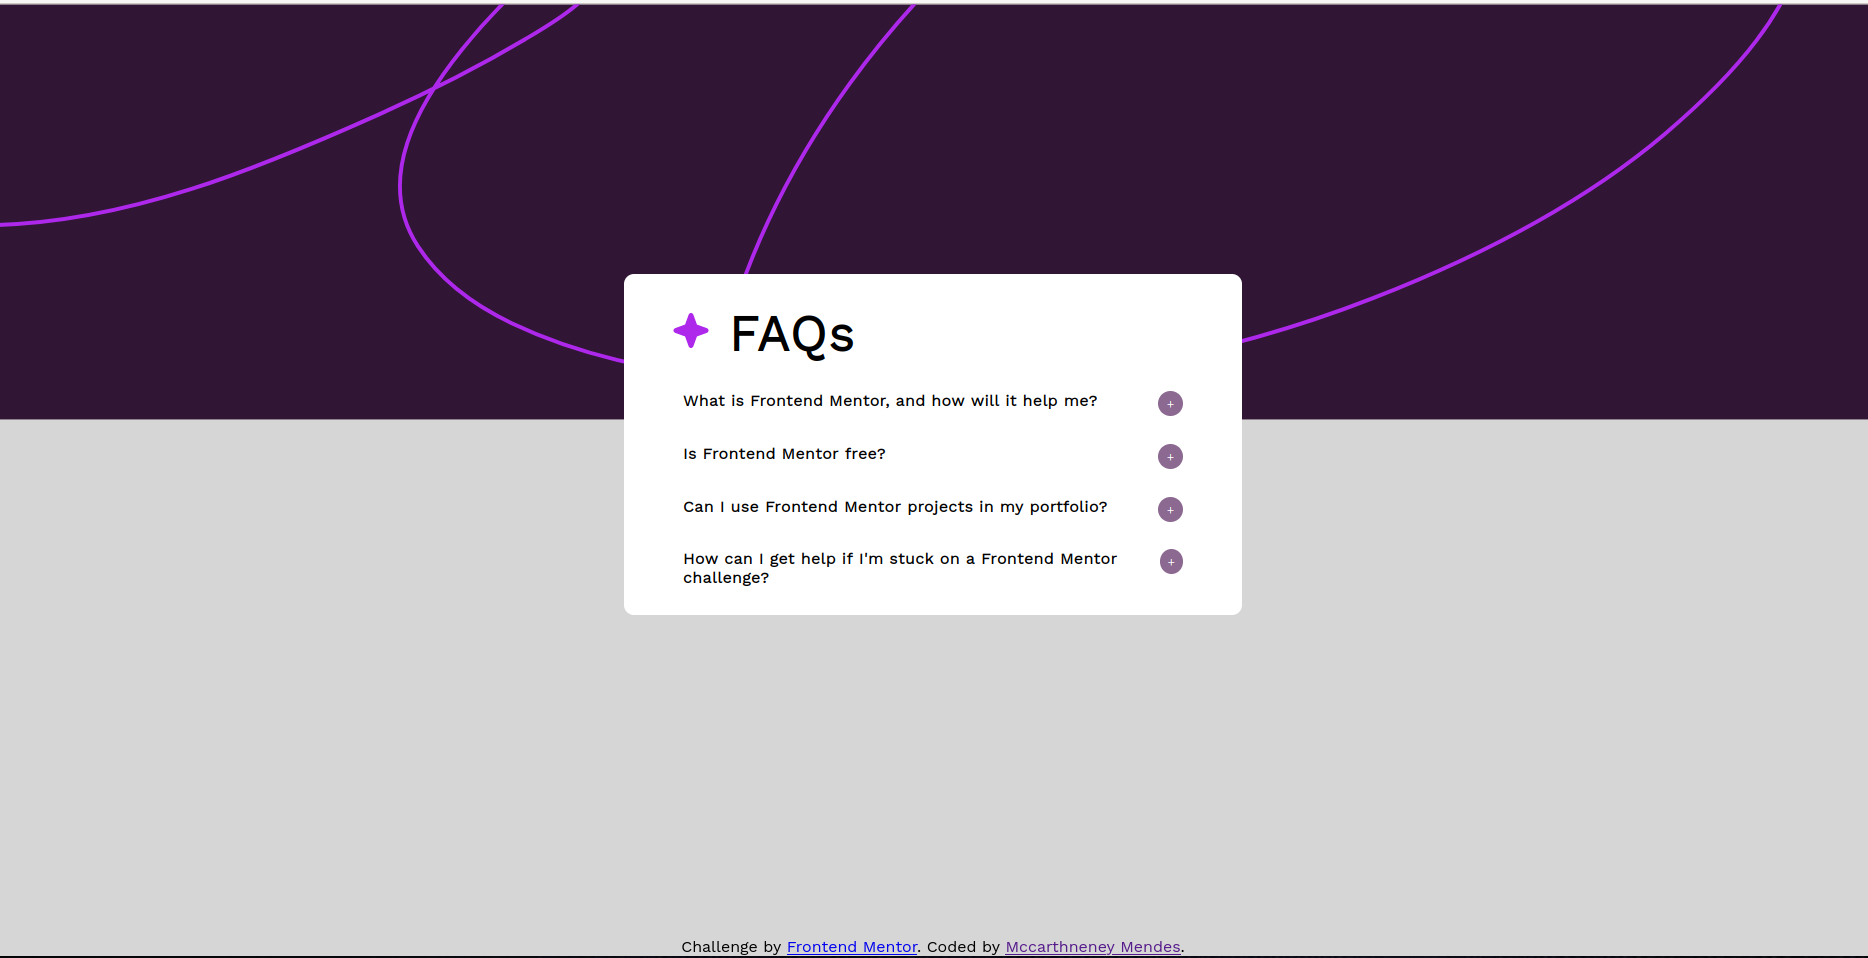 FAQs
What is Frontend Mentor, and how will it help me?
+
Is Frontend Mentor free?
+
Can I use Frontend Mentor projects in my portfolio?
+
How can I get help if I'm stuck on a Frontend Mentor
challenge?
+
Challenge by Frontend Mentor. Coded by Mccarthneney Mendes.